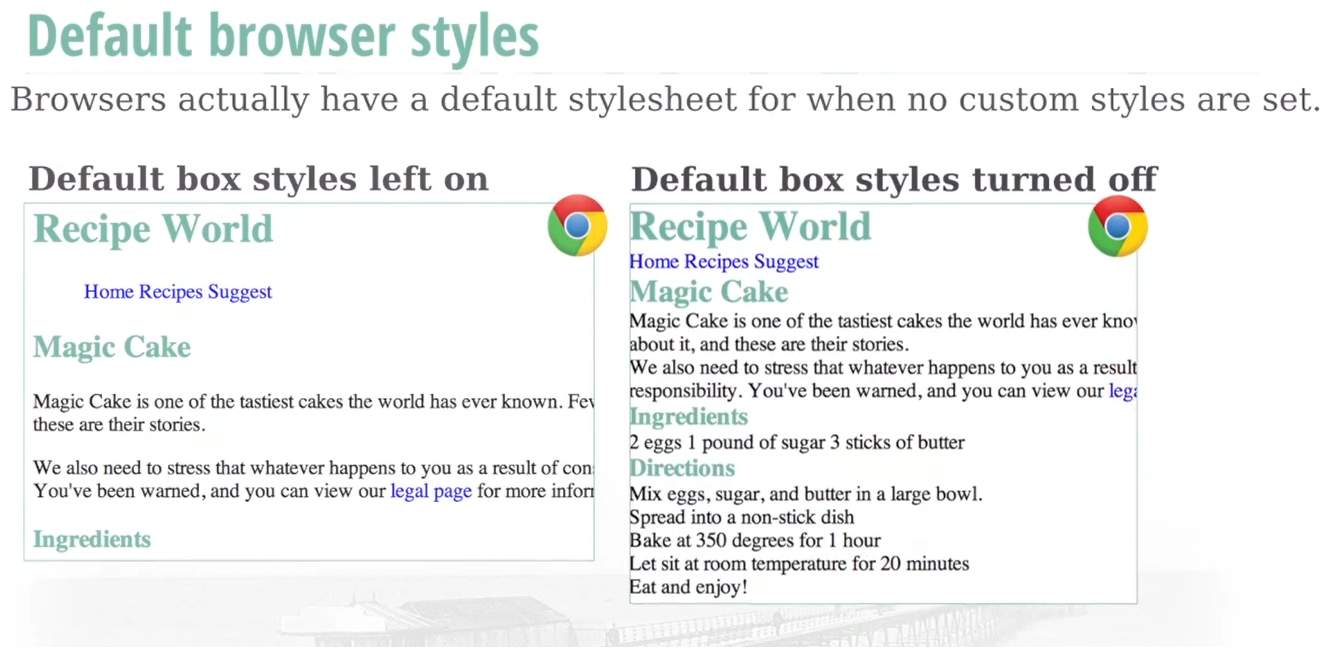 Default browser styles
Browsers actually have a default stylesheet for when no custom styles are set.
Default box styles left on
Recipe World
Home Recipes Suggest
Magic Cake
Magic Cake is one of the tastiest cakes the world has ever known.
these are their stories.
We also need to stress that whatever happens to you as a result of
You've been warned, and you can view our legal page for more
Ingredients
Default box styles turned off
Recipe World
Home Recipes Suggest
Magic Cake
Magic Cake is one of the tastiest cakes the world has ever
about it, and these are their stories.
We also need to stress that whatever happens to you as a result
responsibility. You've been warned, and you can view our
Ingredients
2 eggs 1 pound of sugar 3 sticks of butter
Directions
Mix eggs, sugar, and butter in a large bowl.
Spread into a non-stick dish
Bake at 350 degrees for 1 hour
Let sit at room temperature for 20 minutes
Eat and enjoy!